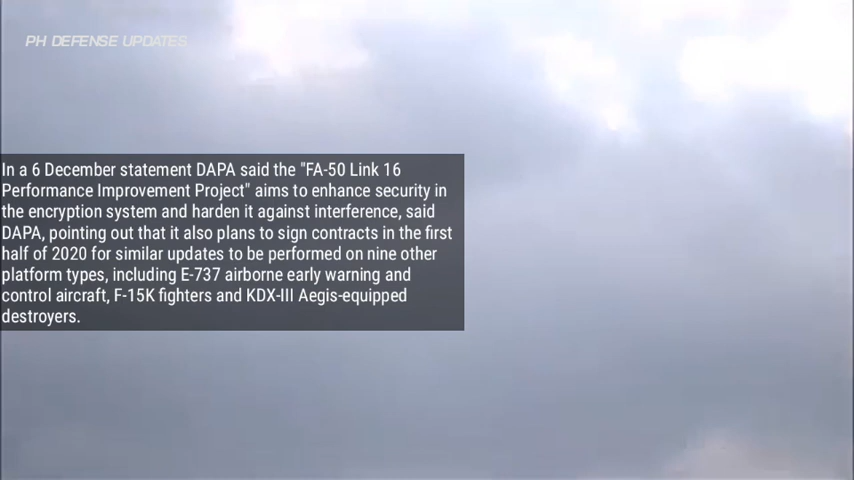 PH DEFENSE UPDATES
In a 6 December statement DAPA said the "FA-50 Link 16
Performance Improvement Project" aims to enhance security in
the encryption system and harden it against interference, said
DAPA, pointing out that it also plans to sign contracts in the first
half of 2020 for similar updates to be performed on nine other
platform types, including E-737 airborne early warning and
control aircraft, F-15K fighters and KDX-III Aegis-equipped
destroyers.